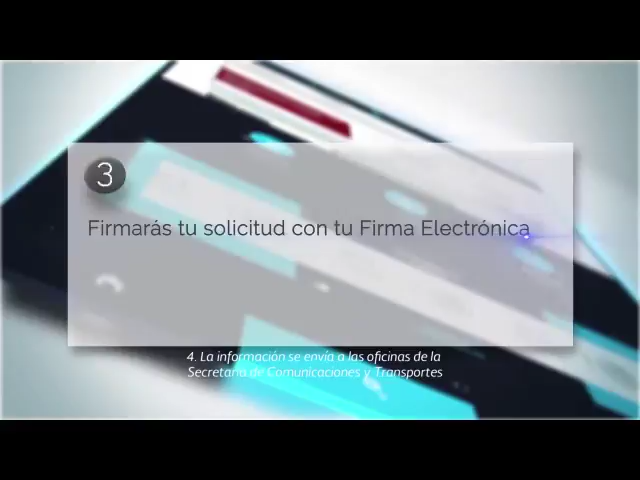 3
Firmarás tu solicitud con tu Firma Electrónica
4. La información se envía a las oficinas de la
Secretaría de Comunicaciones y Transportes